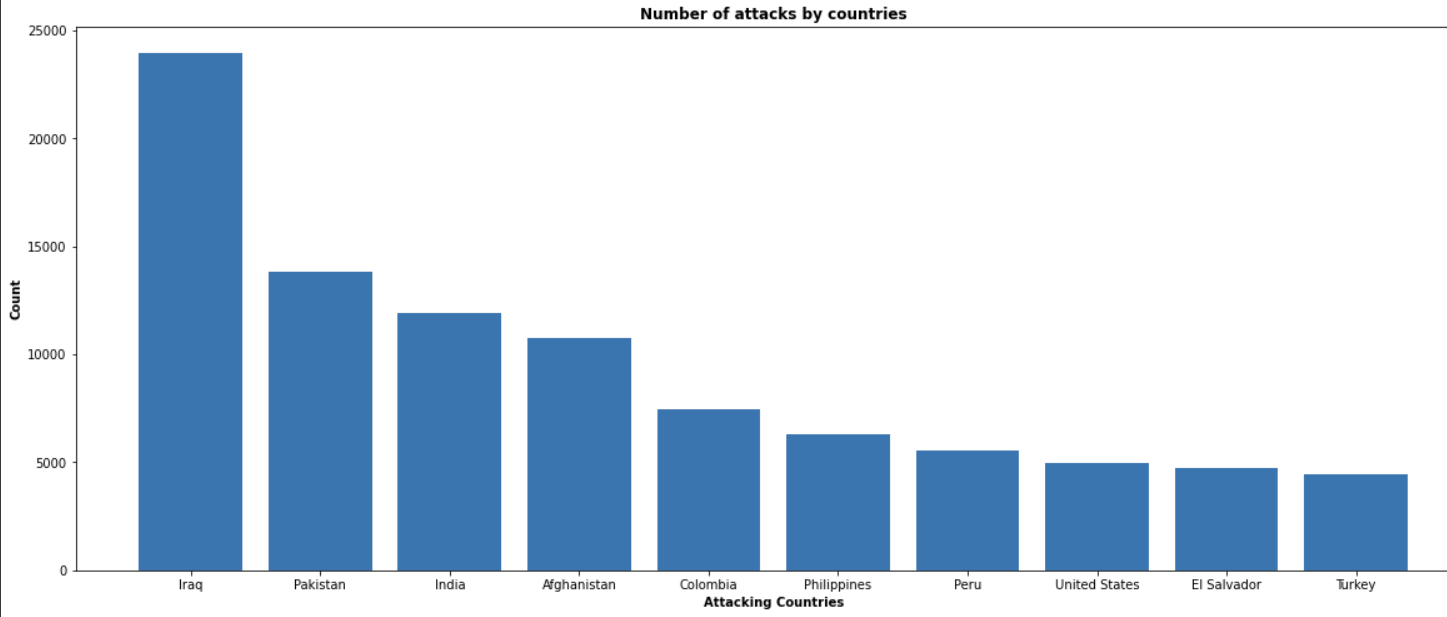 Number of attacks by countries
25000
20000
15000
10000
5000
0
Count
Iraq Pakistan India Afghanistan Colombia Philippines Peru United States El Salvador Turkey
Attacking Countries